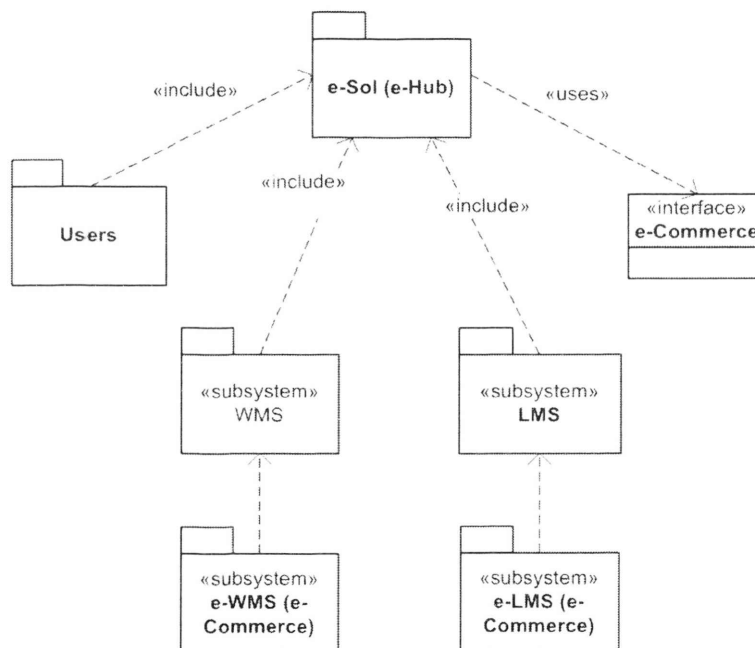 e-Sol (e-Hub)
«include»
«uses»
«include»
«include»
Users
«interface»
e-Commerce
«subsystem»
WMS
«subsystem»
LMS
«subsystem»
e-WMS (e-
Commerce)
«subsystem»
e-LMS (e-
Commerce)